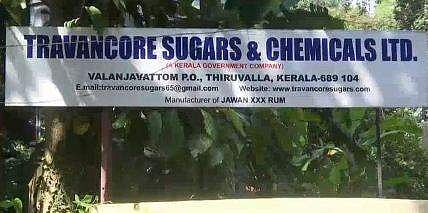 TRAVANCORE SUGARS & CHEMICALS LTD.
(A KERALA GOVERNMENT COMPANY)
VALANJAVATTOM P.O., THIRUVALLA, KERALA-689 104
E.mail:travancoresugars65@gmail.com Website: www.travancoresugars.com
Manufacturer of JAWAN XXX RUM